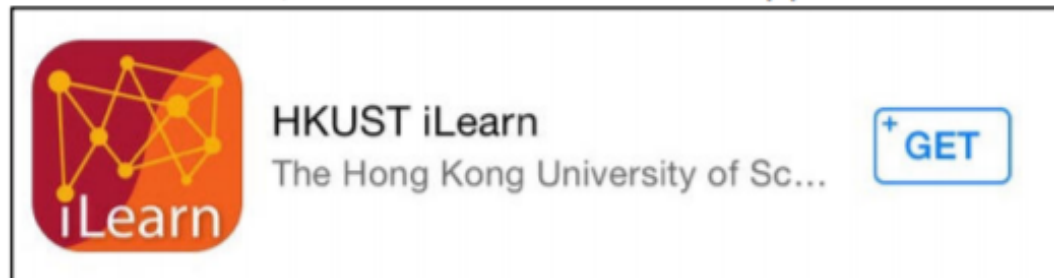 iLearn
HKUST iLearn
The Hong Kong University of Sc...
+GET